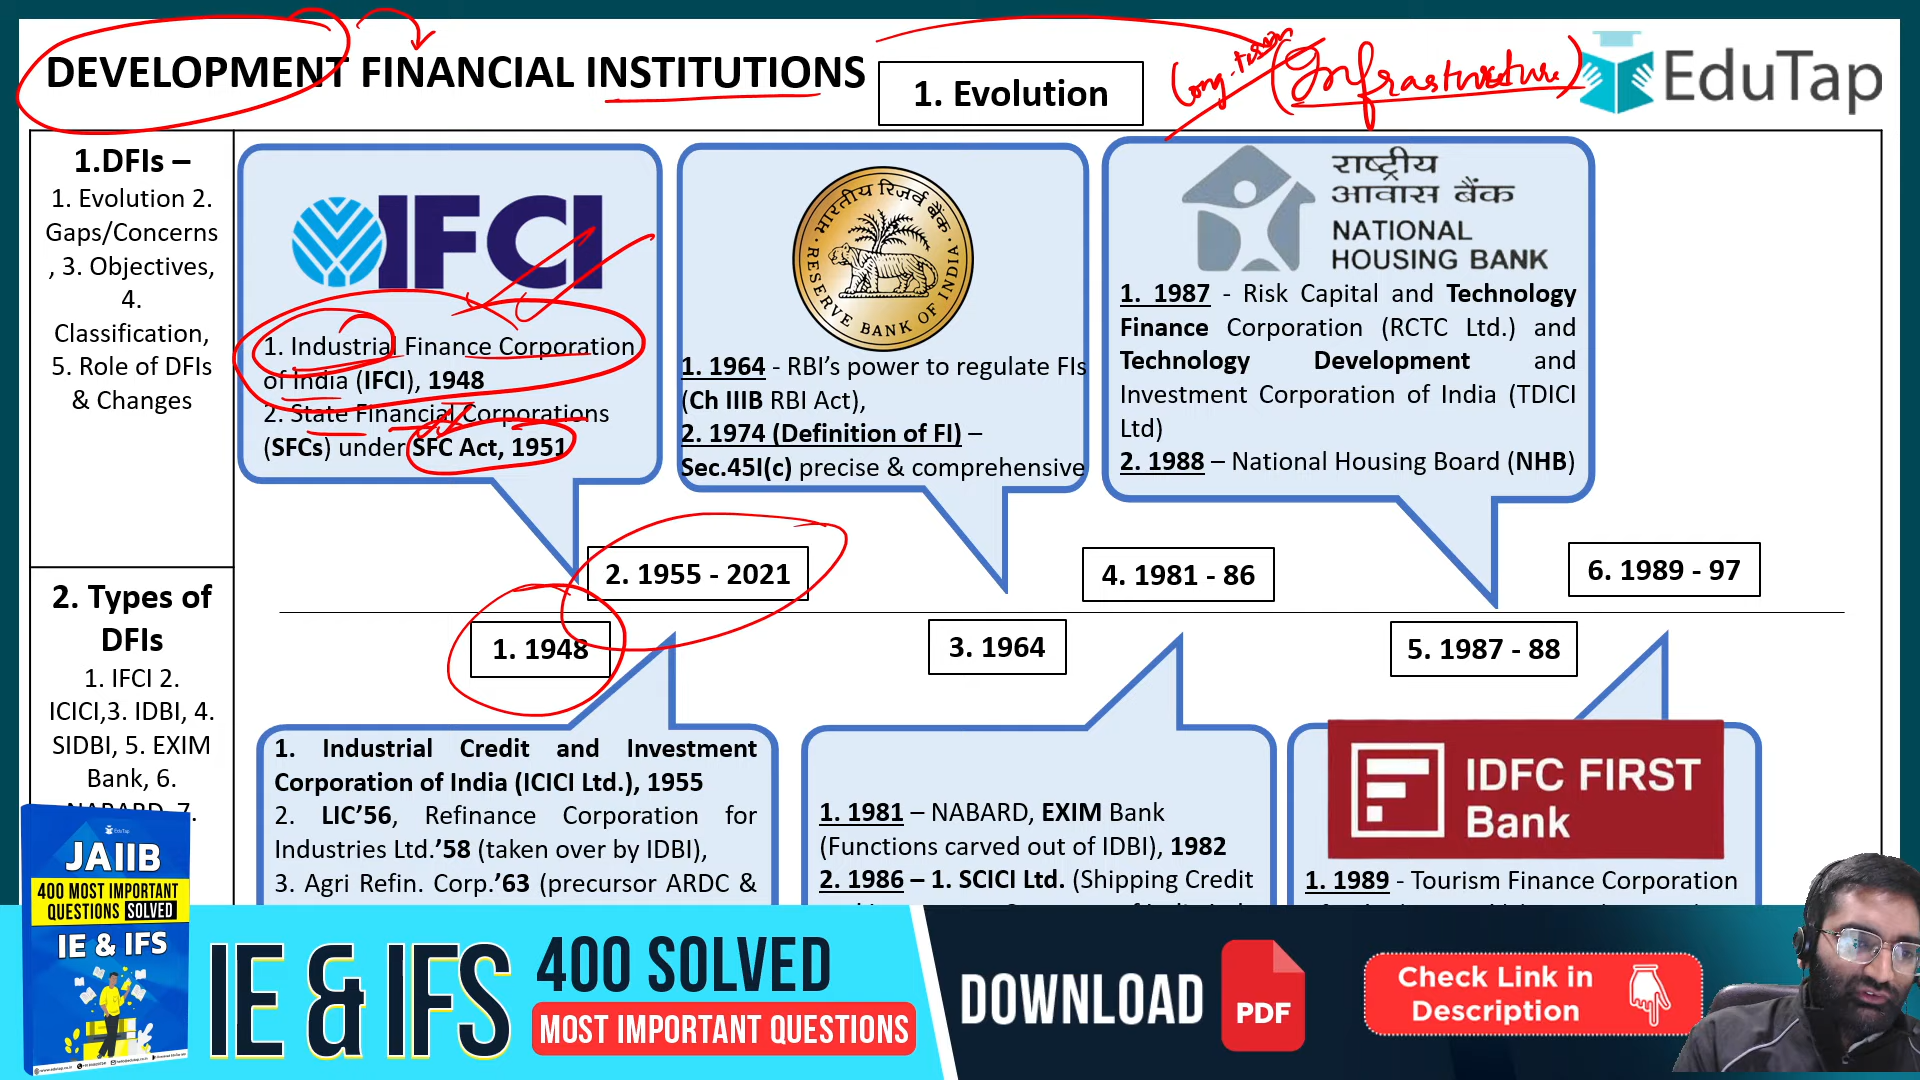 DEVELOPMENT FINANCIAL INSTITUTIONS
1. Evolution
Long-term (Infrastructure)
EduTap
1.DFIs –
1. Evolution 2.
Gaps/Concerns
, 3. Objectives,
4.
Classification,
5. Role of DFIs
& Changes
2. Types of
DFIs
1. IFCI 2.
ICICI,3. IDBI, 4.
SIDBI, 5. EXIM
Bank, 6.
NABARD, 7.
IFCI
1. Industrial Finance Corporation
of India (IFCI), 1948
2. State Financial Corporations
(SFCs) under SFC Act, 1951
भारतीय रिज़र्व बैंक
RESERVE BANK OF INDIA
1. 1964 - RBI’s power to regulate FIs
(Ch IIIB RBI Act),
2. 1974 (Definition of FI) –
Sec.45I(c) precise & comprehensive
राष्ट्रीय
आवास बैंक
NATIONAL
HOUSING BANK
1. 1987 - Risk Capital and Technology
Finance Corporation (RCTC Ltd.) and
Technology Development and
Investment Corporation of India (TDICI
Ltd)
2. 1988 – National Housing Board (NHB)
2. 1955 - 2021
4. 1981 - 86
6. 1989 - 97
1. 1948
3. 1964
5. 1987 - 88
1. Industrial Credit and Investment
Corporation of India (ICICI Ltd.), 1955
2. LIC’56, Refinance Corporation for
Industries Ltd.’58 (taken over by IDBI),
3. Agri Refin. Corp.’63 (precursor ARDC &
1. 1981 – NABARD, EXIM Bank
(Functions carved out of IDBI), 1982
2. 1986 – 1. SCICI Ltd. (Shipping Credit
IDFC FIRST
Bank
1. 1989 - Tourism Finance Corporation
EduTap
JAIIB
400 MOST IMPORTANT
QUESTIONS SOLVED
IE & IFS
IE & IFS
400 SOLVED
MOST IMPORTANT QUESTIONS
DOWNLOAD
PDF
Check Link in
Description